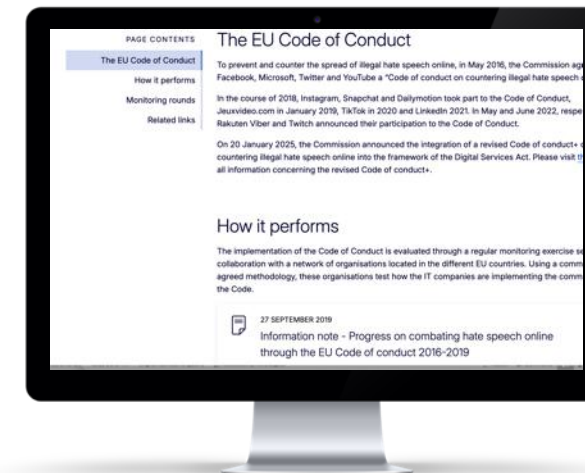 PAGE CONTENTS
The EU Code of Conduct
How it performs
Monitoring rounds
Related links
The EU Code of Conduct
To prevent and counter the spread of illegal hate speech online, in May 2016, the Commission
Facebook, Microsoft, Twitter and YouTube a “Code of conduct on countering illegal hate speech
In the course of 2018, Instagram, Snapchat and Dailymotion took part to the Code of Conduct,
Jeuxvideo.com in January 2019, TikTok in 2020 and LinkedIn 2021. In May and June 2022,
Rakuten Viber and Twitch announced their participation to the Code of Conduct.
On 20 January 2025, the Commission announced the integration of a revised Code of conduct+
countering illegal hate speech online into the framework of the Digital Services Act. Please visit
all information concerning the revised Code of conduct+.
How it performs
The implementation of the Code of Conduct is evaluated through a regular monitoring exercise
collaboration with a network of organisations located in the different EU countries. Using a
agreed methodology, these organisations test how the IT companies are implementing the
the Code.
27 SEPTEMBER 2019
Information note - Progress on combating hate speech online
through the EU Code of conduct 2016-2019